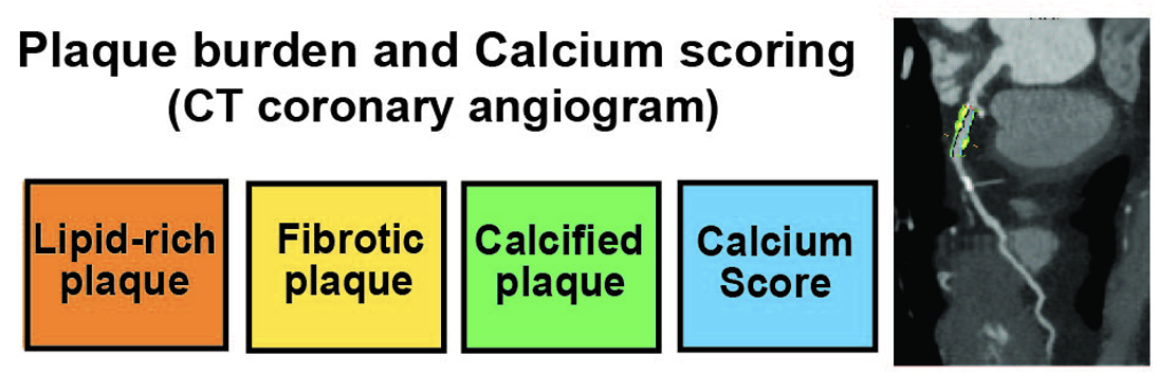 Plaque burden and Calcium scoring
(CT coronary angiogram)
Lipid-rich
plaque
Fibrotic
plaque
Calcified
plaque
Calcium
Score